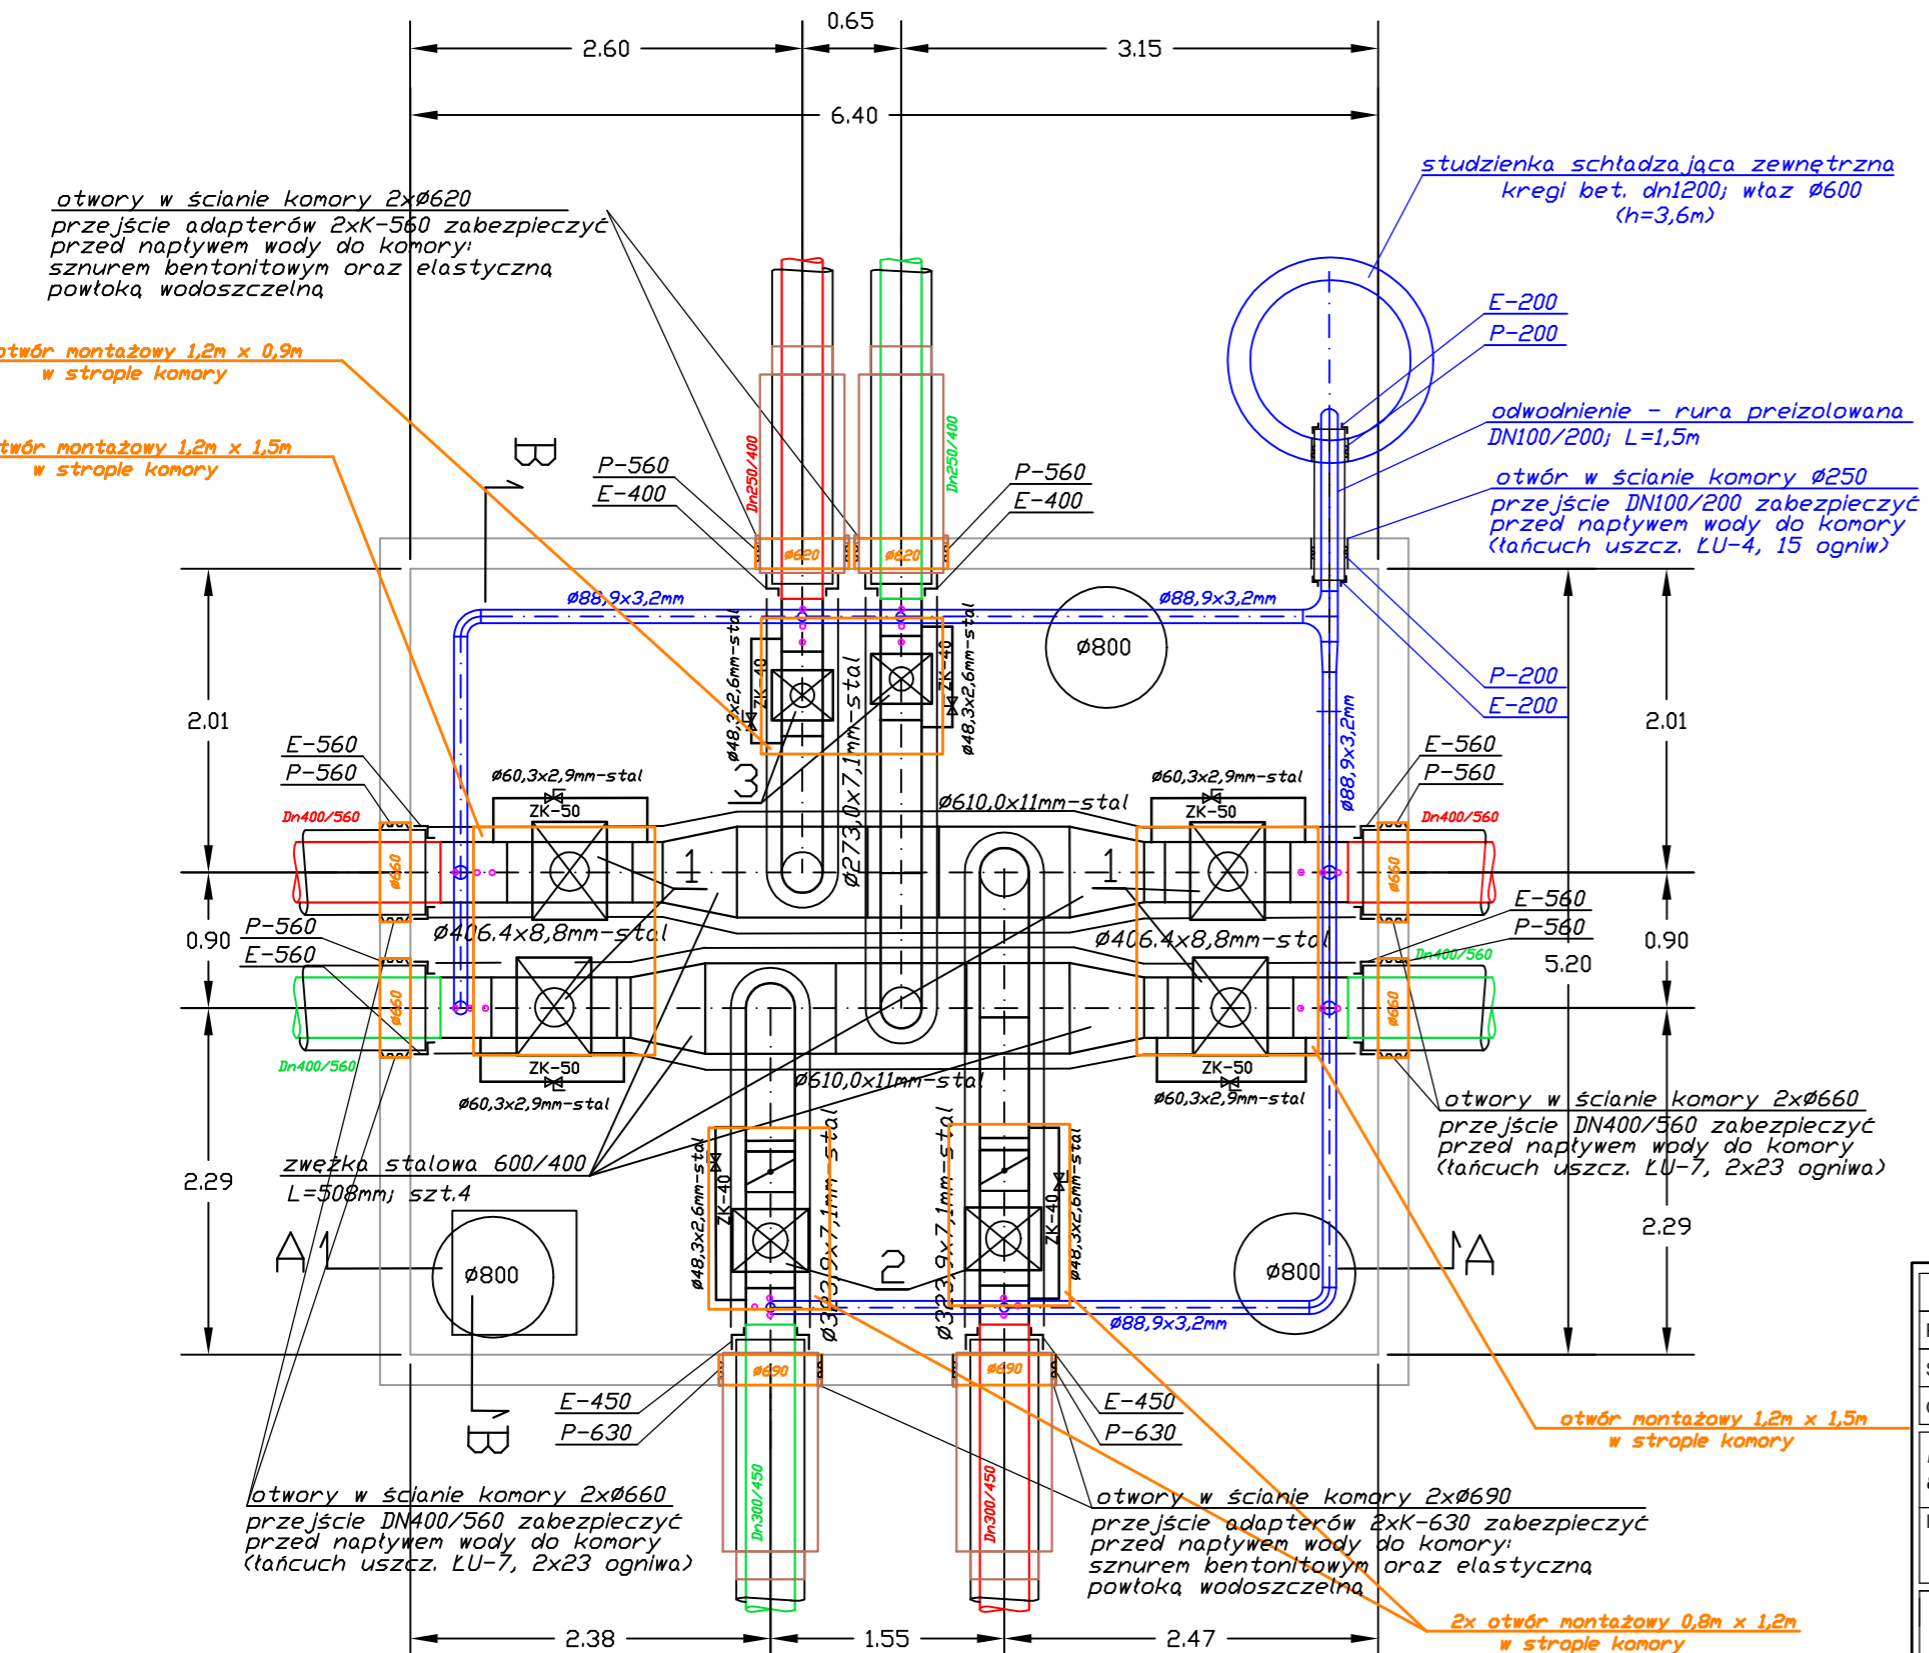 0.65
2.60
3.15
6.40
otwory w ścianie komory 2xø620
przejście adapterów 2xK-560 zabezpieczyć
przed napływem wody do komory:
sznurem bentonitowym oraz elastyczną
powłoką wodoszczelną
studzienka schładzająca zewnętrzna
kregi bet. dn1200; właz ø600
(h=3,6m)
E-200
P-200
otwór montażowy 1,2m x 0,9m
w stropie komory
odwodnienie - rura preizolowana
DN100/200; L=1,5m
twór montażowy 1,2m x 1,5m
w stropie komory
B
Dn250/400
Dn250/400
P-560
E-400
P-560
E-400
otwór w ścianie komory ø250
przejście DN100/200 zabezpieczyć
przed napływem wody do komory
(łańcuch uszcz. ŁU-4, 15 ogniw)
ø620
ø620
ø88,9x3,2mm
ø88,9x3,2mm
ø800
P-200
E-200
ø48,3x2,6mm-stal
ZK-40
ø273,0x7,1mm-stal
ZK-40
ø48,3x2,6mm-stal
ø88,9x3,2mm
2.01
2.01
E-560
P-560
3
ø60,3x2,9mm-stal
ZK-50
ø610,0x11mm-stal
ø60,3x2,9mm-stal
ZK-50
E-560
P-560
Dn400/560
Dn400/560
ø660
1
1
ø660
E-560
P-560
0.90
P-560
E-560
ø406.4x8,8mm-stal
ø406.4x8,8mm-stal
Dn400/560
0.90
5.20
ø660
ø660
Dn400/560
ZK-50
ø60,3x2,9mm-stal
ø610,0x11mm-stal
ZK-50
ø60,3x2,9mm-stal
otwory w ścianie komory 2xø660
przejście DN400/560 zabezpieczyć
przed napływem wody do komory
(łańcuch uszcz. ŁU-7, 2x23 ogniwa)
zwężka stalowa 600/400
L=508mm; szt.4
2.29
2.29
ø48,3x2,6mm-stal
ZK-40
ø323,9x7,1mm-stal
ø323,9x7,1mm-stal
ZK-40
ø48,3x2,6mm-stal
A
ø800
2
ø800
A
ø88,9x3,2mm
B
ø690
ø690
E-450
P-630
E-450
P-630
Dn300/450
Dn300/450
otwór montażowy 1,2m x 1,5m
w stropie komory
otwory w ścianie komory 2xø660
przejście DN400/560 zabezpieczyć
przed napływem wody do komory
(łańcuch uszcz. ŁU-7, 2x23 ogniwa)
otwory w ścianie komory 2xø690
przejście adapterów 2xK-630 zabezpieczyć
przed napływem wody do komory:
sznurem bentonitowym oraz elastyczną
powłoką wodoszczelną
2x otwór montażowy 0,8m x 1,2m
w stropie komory
2.38
1.55
2.47